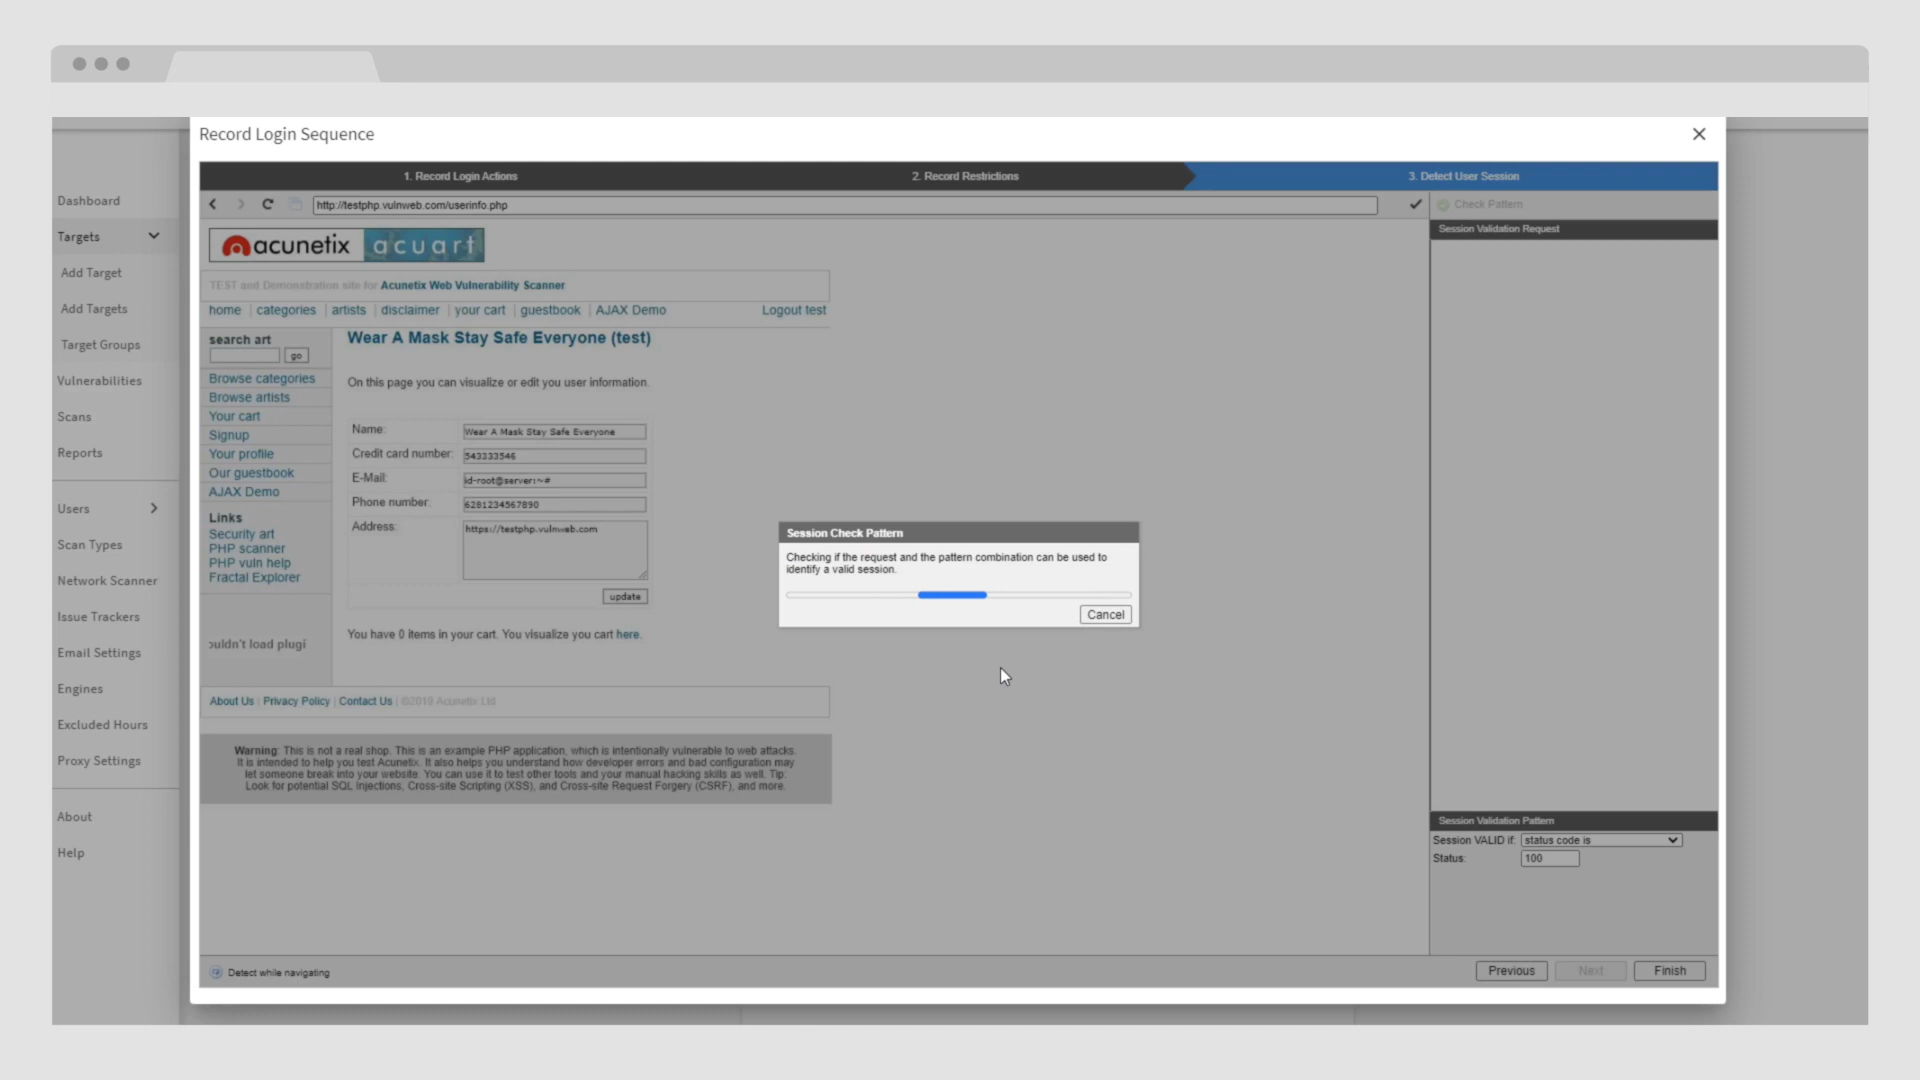 Record Login Sequence
1. Record Login Actions
2. Record Restrictions
3. Detect User Session
http://testphp.vulnweb.com/userinfo.php
Check Pattern
Dashboard
Targets
Add Target
Add Targets
Target Groups
Vulnerabilities
Scans
Reports
Users
Scan Types
Network Scanner
Issue Trackers
Email Settings
Engines
Excluded Hours
Proxy Settings
About
Help
acunetix acuart
TEST and Demonstration site for Acunetix Web Vulnerability Scanner
home | categories | artists | disclaimer | your cart | guestbook | AJAX Demo
Logout test
search art
go
Browse categories
Browse artists
Your cart
Signup
Your profile
Our guestbook
AJAX Demo
Links
Security art
PHP scanner
PHP vuln help
Fractal Explorer
ouldn't load plugi
Wear A Mask Stay Safe Everyone (test)
On this page you can visualize or edit you user information.
Name: Wear A Mask Stay Safe Everyone
Credit card number: 543333546
E-Mail: id-root@server:~#
Phone number: 6281234567890
Address: https://testphp.vulnweb.com
update
You have 0 items in your cart. You visualize you cart here.
About Us | Privacy Policy | Contact Us | ©2019 Acunetix Ltd
Warning: This is not a real shop. This is an example PHP application, which is intentionally vulnerable to web attacks.
It is intended to help you test Acunetix. It also helps you understand how developer errors and bad configuration may
let someone break into your website. You can use it to test other tools and your manual hacking skills as well. Tip:
Look for potential SQL Injections, Cross-site Scripting (XSS), and Cross-site Request Forgery (CSRF), and more.
Session Check Pattern
Checking if the request and the pattern combination can be used to
identify a valid session.
Cancel
Session Validation Request
Session Validation Pattern
Session VALID if: status code is
Status: 100
Detect while navigating
Previous
Next
Finish